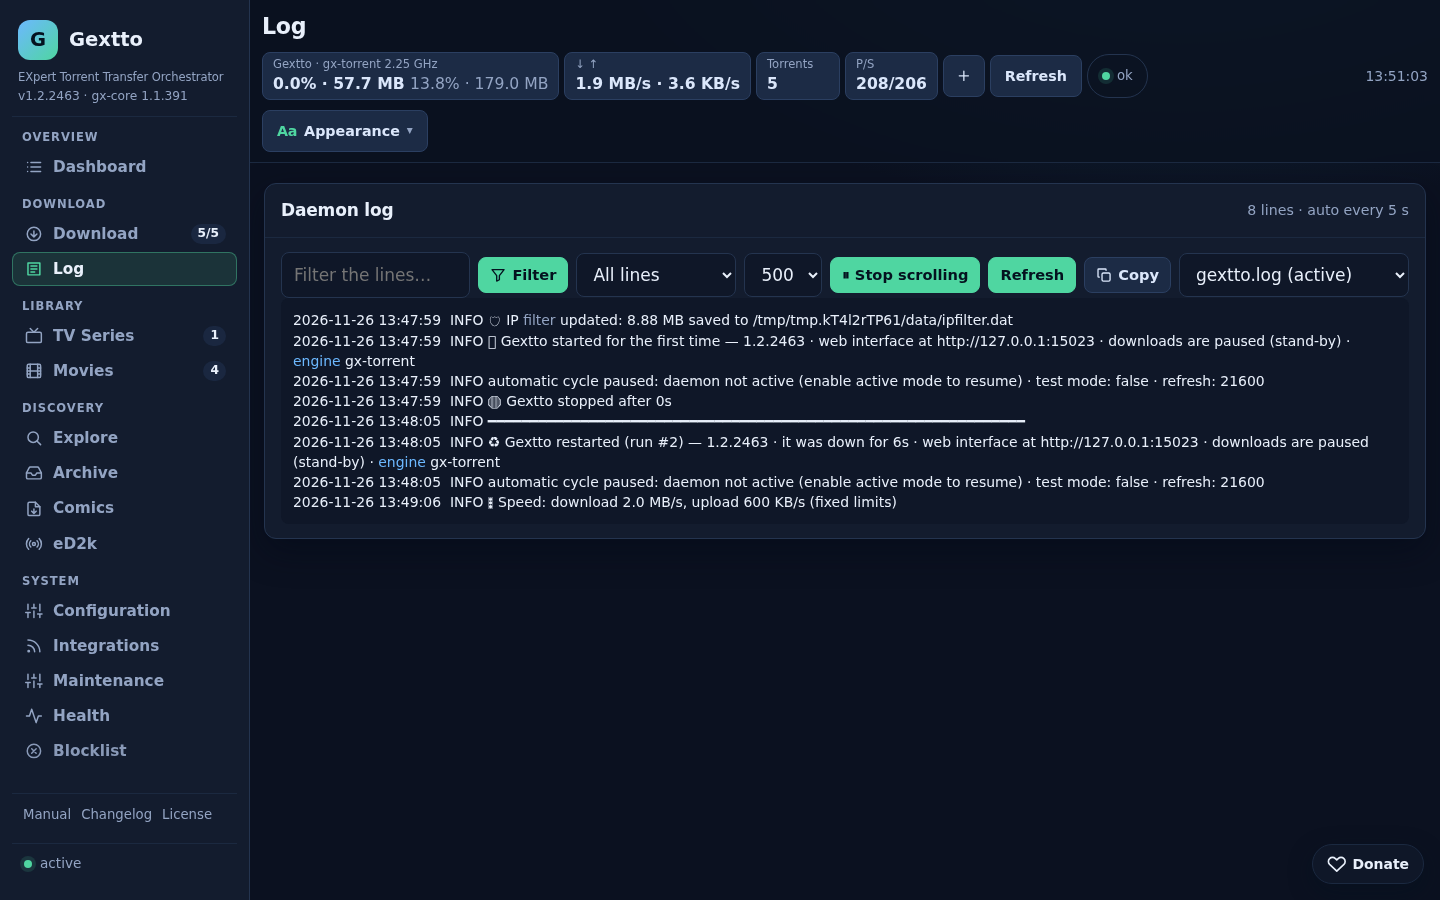 G Gextto
EXpert Torrent Transfer Orchestrator
v1.2.2463 · gx-core 1.1.391
OVERVIEW
Dashboard
DOWNLOAD
Download 5/5
Log
LIBRARY
TV Series 1
Movies 4
DISCOVERY
Explore
Archive
Comics
eD2k
SYSTEM
Configuration
Integrations
Maintenance
Health
Blocklist
Manual Changelog License
active
Log
Gextto · gx-torrent 2.25 GHz
0.0% · 57.7 MB 13.8% · 179.0 MB
↓ ↑
1.9 MB/s · 3.6 KB/s
Torrents
5
P/S
208/206
+
Refresh
ok
13:51:03
Aa Appearance ▾
Daemon log
8 lines · auto every 5 s
Filter the lines...
Filter
All lines
500
Stop scrolling
Refresh
Copy
gextto.log (active)
2026-11-26 13:47:59 INFO IP filter updated: 8.88 MB saved to /tmp/tmp.kT4l2rTP61/data/ipfilter.dat
2026-11-26 13:47:59 INFO Gextto started for the first time — 1.2.2463 · web interface at http://127.0.0.1:15023 · downloads are paused (stand-by) ·
engine gx-torrent
2026-11-26 13:47:59 INFO automatic cycle paused: daemon not active (enable active mode to resume) · test mode: false · refresh: 21600
2026-11-26 13:47:59 INFO Gextto stopped after 0s
2026-11-26 13:48:05 INFO ━━━━━━━━━━━━━━━━━━━━━━━━━━━━━━━━━━━━━━━━━━━━━━━━━━━━━━━━━━━━
2026-11-26 13:48:05 INFO ♻ Gextto restarted (run #2) — 1.2.2463 · it was down for 6s · web interface at http://127.0.0.1:15023 · downloads are paused
(stand-by) · engine gx-torrent
2026-11-26 13:48:05 INFO automatic cycle paused: daemon not active (enable active mode to resume) · test mode: false · refresh: 21600
2026-11-26 13:49:06 INFO Speed: download 2.0 MB/s, upload 600 KB/s (fixed limits)
Donate